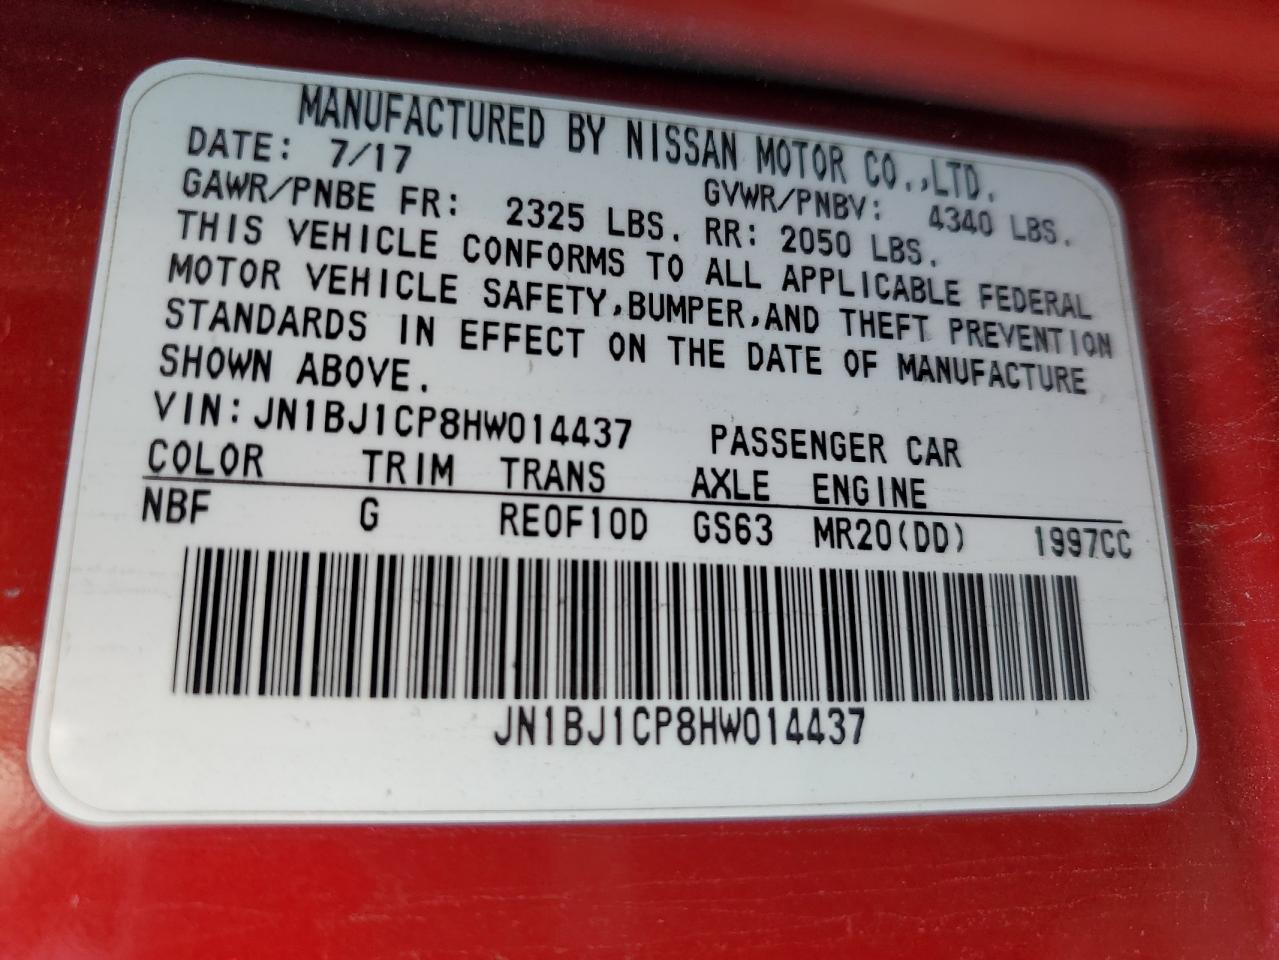 MANUFACTURED BY NISSAN MOTOR CO.,LTD.
DATE: 7/17 GVWR/PNBV: 4340 LBS.
GAWR/PNBE FR: 2325 LBS. RR: 2050 LBS.
THIS VEHICLE CONFORMS TO ALL APPLICABLE FEDERAL
MOTOR VEHICLE SAFETY,BUMPER,AND THEFT PREVENTION
STANDARDS IN EFFECT ON THE DATE OF MANUFACTURE
SHOWN ABOVE.
VIN:JN1BJ1CP8HW014437 PASSENGER CAR
COLOR TRIM TRANS AXLE ENGINE
NBF G RE0F10D GS63 MR20(DD) 1997CC
JN1BJ1CP8HW014437